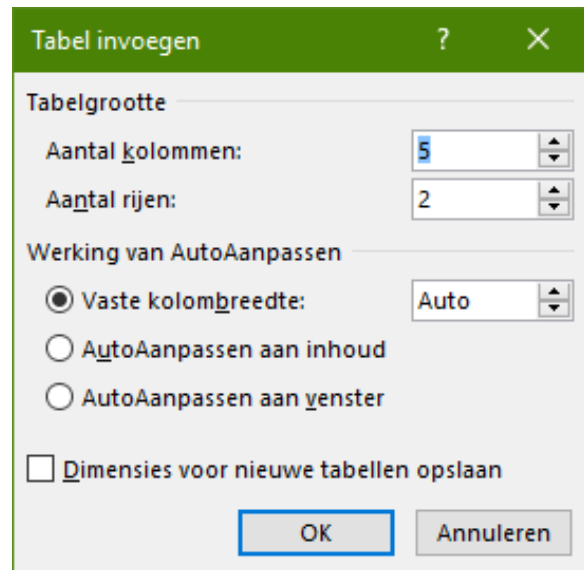 Tabel invoegen ? ×
Tabelgrootte
Aantal kolommen: 5
Aantal rijen: 2
Werking van AutoAanpassen
Vaste kolombreedte: Auto
AutoAanpassen aan inhoud
AutoAanpassen aan venster
Dimensies voor nieuwe tabellen opslaan
OK Annuleren